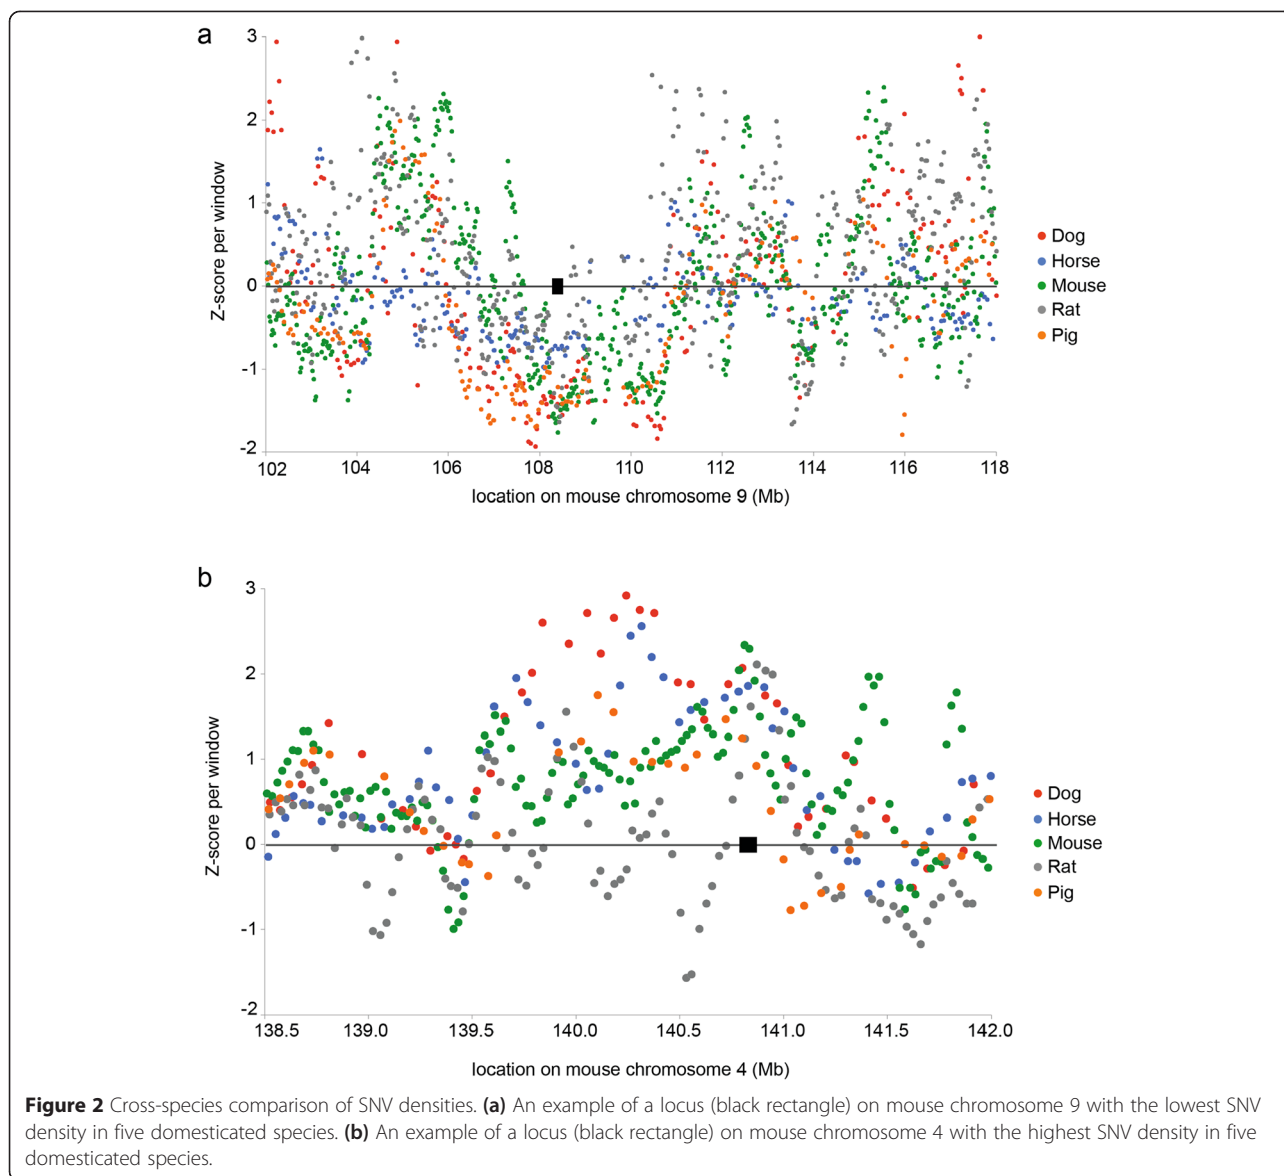 a
3
2
1
0
-1
-2
Z-score per window
102 104 106 108 110 112 114 116 118
location on mouse chromosome 9 (Mb)
Dog
Horse
Mouse
Rat
Pig
b
3
2
1
0
-1
-2
Z-score per window
138.5 139.0 139.5 140.0 140.5 141.0 141.5 142.0
location on mouse chromosome 4 (Mb)
Dog
Horse
Mouse
Rat
Pig
Figure 2 Cross-species comparison of SNV densities. (a) An example of a locus (black rectangle) on mouse chromosome 9 with the lowest SNV
density in five domesticated species. (b) An example of a locus (black rectangle) on mouse chromosome 4 with the highest SNV density in five
domesticated species.